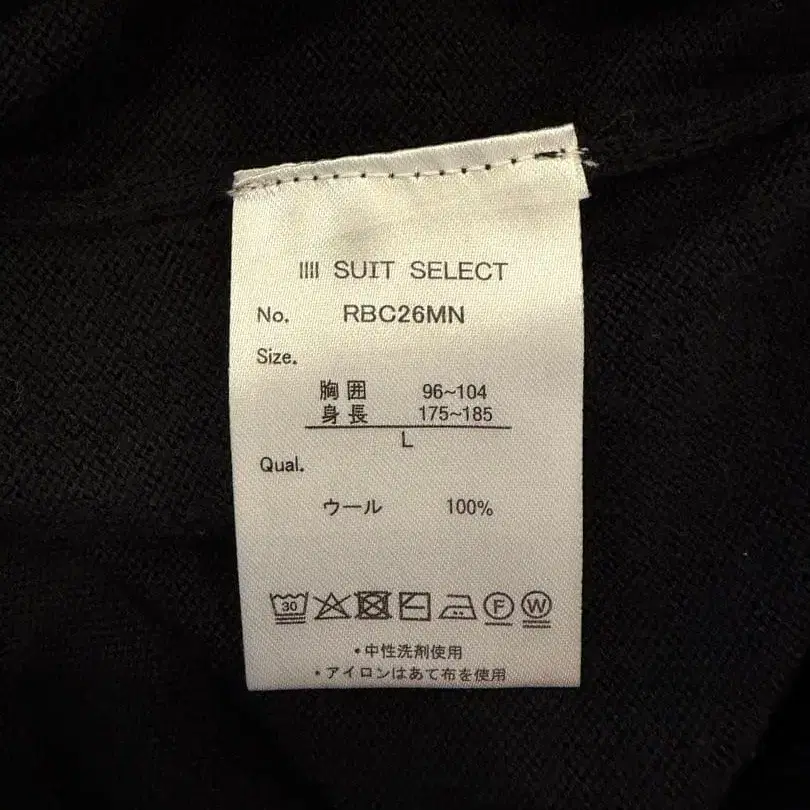 SUIT SELECT
No. RBC26MN
Size.
胸囲 96~104
身長 175~185
L
Qual.
ウール 100%
30 F W
・中性洗剤使用
・アイロンはあて布を使用